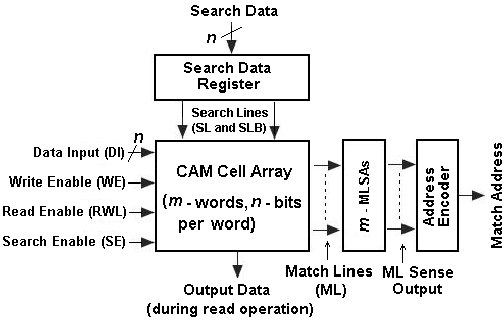 Search Data
n
Search Data
Register
Search Lines
(SL and SLB)
n
Data Input (DI)
Write Enable (WE)
Read Enable (RWL)
Search Enable (SE)
CAM Cell Array
(m - words, n - bits
per word)
m - MLSAs
Address
Encoder
Match Address
Match Lines
(ML)
ML Sense
Output
Output Data
(during read operation)